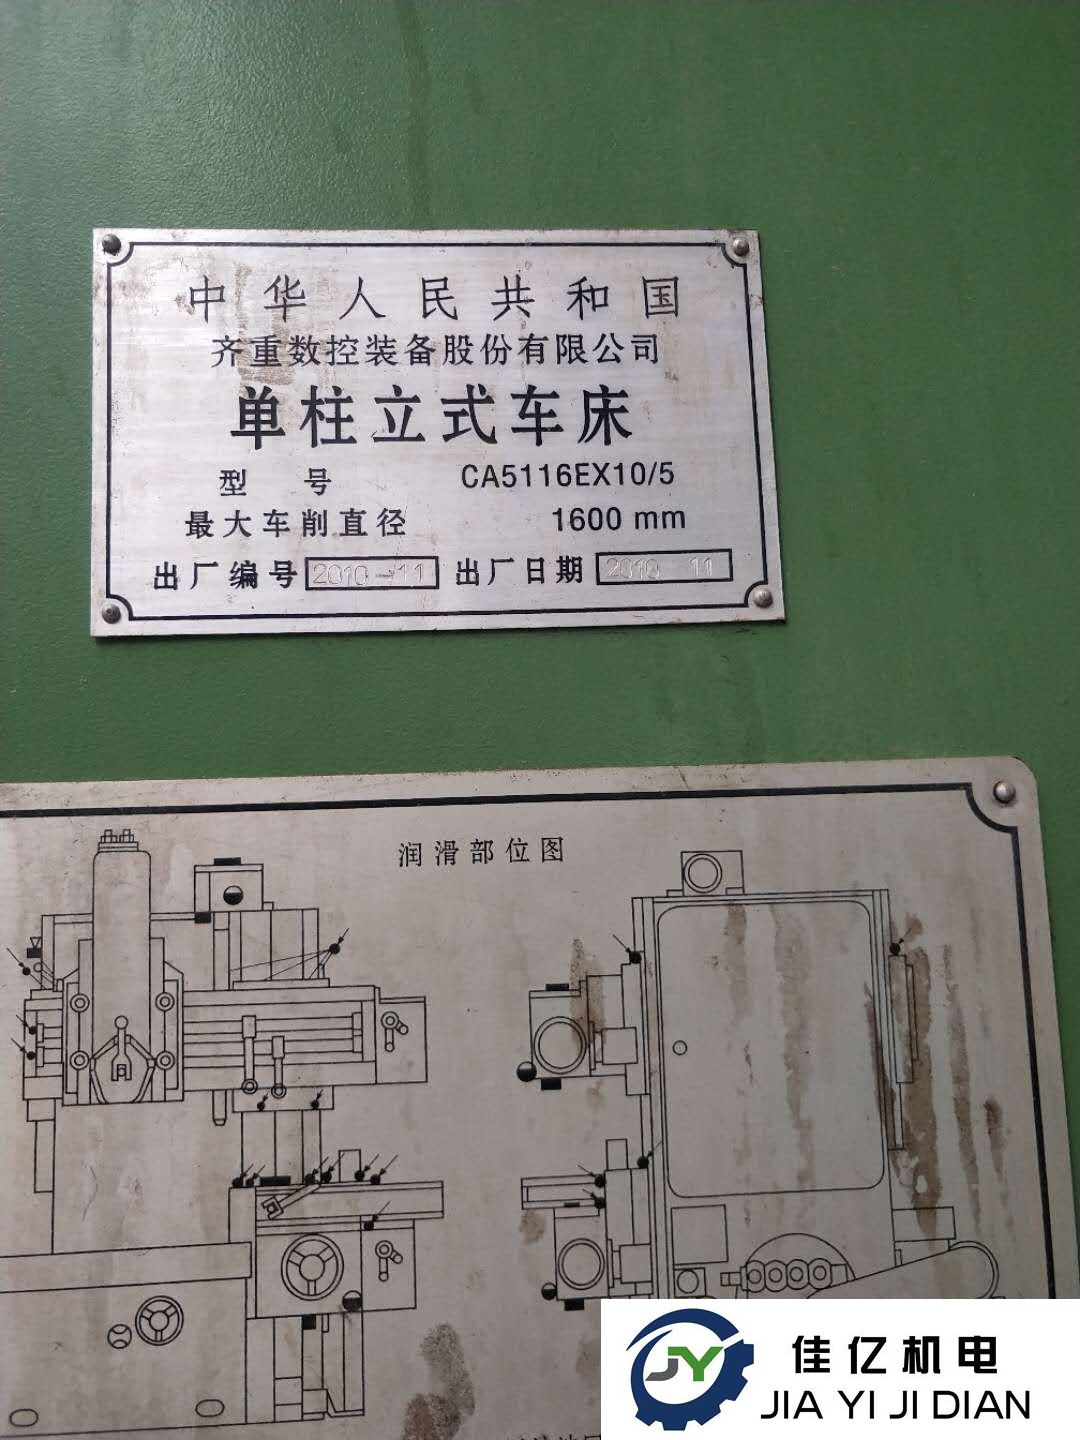 中华人民共和国
齐重数控装备股份有限公司
单柱立式车床
型号 CA5116EX10/5
最大车削直径 1600 mm
出厂编号 2010-11 出厂日期 2010 11
润滑部位图
JY 佳亿机电
JIA YI JI DIAN